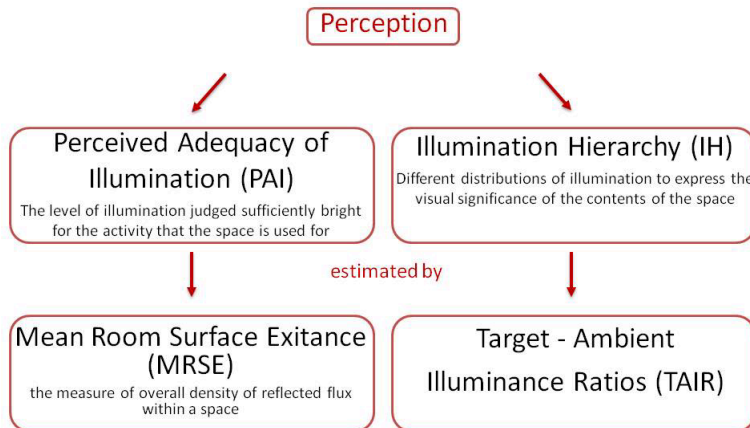 Perception
Perceived Adequacy of
Illumination (PAI)
The level of illumination judged sufficiently bright
for the activity that the space is used for
Illumination Hierarchy (IH)
Different distributions of illumination to express the
visual significance of the contents of the space
estimated by
Mean Room Surface Exitance
(MRSE)
the measure of overall density of reflected flux
within a space
Target - Ambient
Illuminance Ratios (TAIR)